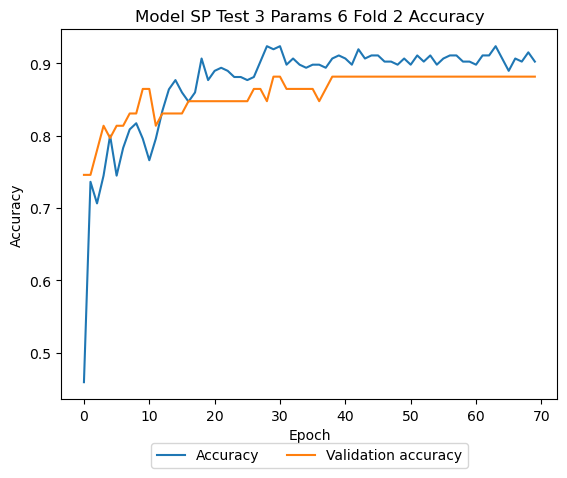 Model SP Test 3 Params 6 Fold 2 Accuracy
0.9
0.8
0.7
0.6
0.5
Accuracy
0 10 20 30 40 50 60 70
Epoch
Accuracy Validation accuracy